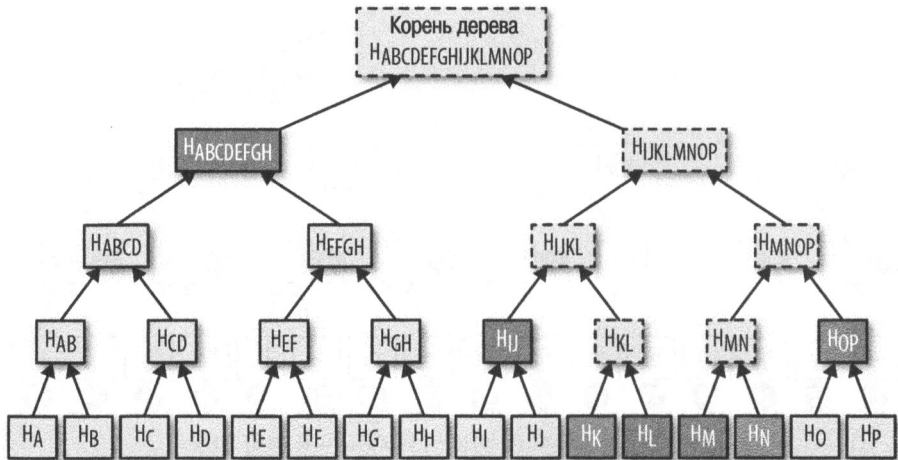 Корень дерева
HABCDEFGHIJKLMNOP
HABCDEFGH
HIJKLMNOP
HABCD
HEFGH
HIJKL
HMNOP
HAB
HCD
HEF
HGH
HIJ
HKL
HMN
HOP
HA
HB
HC
HD
HE
HF
HG
HH
HI
HJ
HK
HL
HM
HN
HO
HP